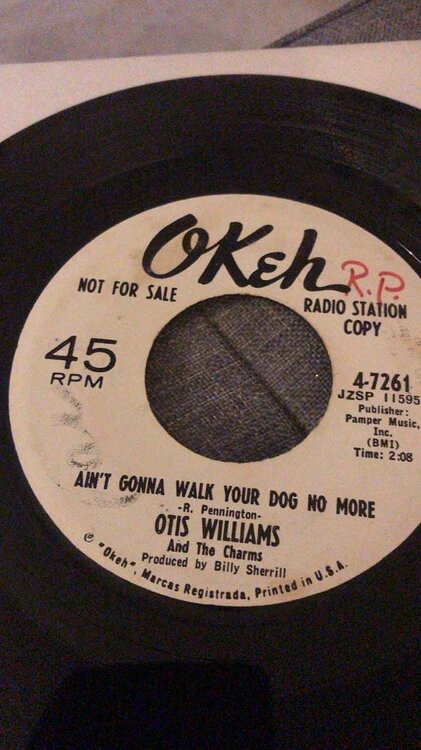 OKeh
R.P.
NOT FOR SALE
RADIO STATION
COPY
45
RPM
4-7261
JZSP 11595
Publisher:
Pamper Music,
Inc.
(BMI)
Time: 2:08
AIN'T GONNA WALK YOUR DOG NO MORE
-R. Pennington-
OTIS WILLIAMS
And The Charms
Produced by Billy Sherrill
℗ "Okeh", Marcas Registrada, Printed in U.S.A.